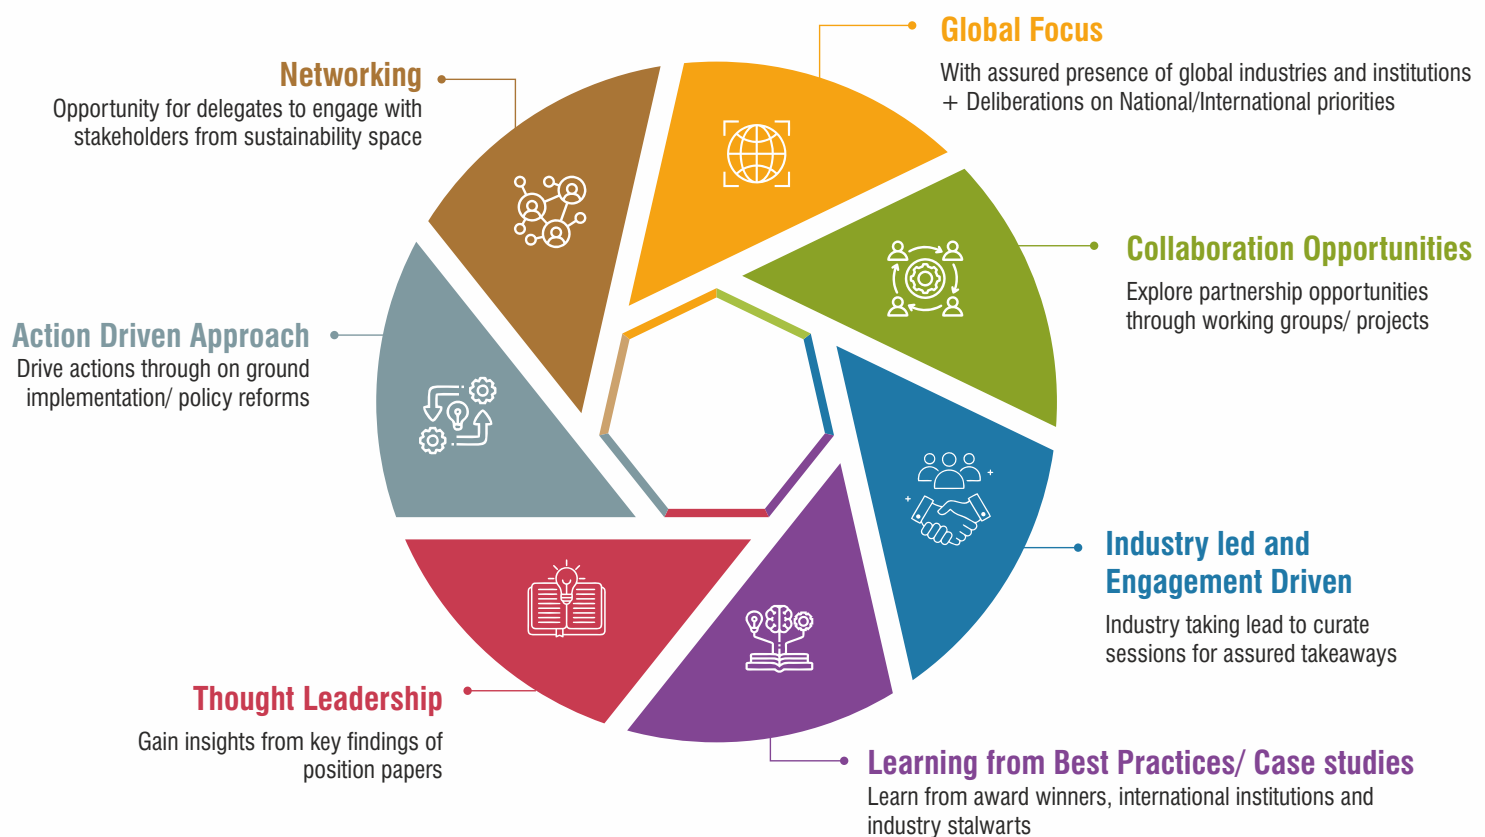 Global Focus
With assured presence of global industries and institutions
+ Deliberations on National/International priorities
Collaboration Opportunities
Explore partnership opportunities
through working groups/ projects
Industry led and
Engagement Driven
Industry taking lead to curate
sessions for assured takeaways
Learning from Best Practices/ Case studies
Learn from award winners, international institutions and
industry stalwarts
Thought Leadership
Gain insights from key findings of
position papers
Action Driven Approach
Drive actions through on ground
implementation/ policy reforms
Networking
Opportunity for delegates to engage with
stakeholders from sustainability space